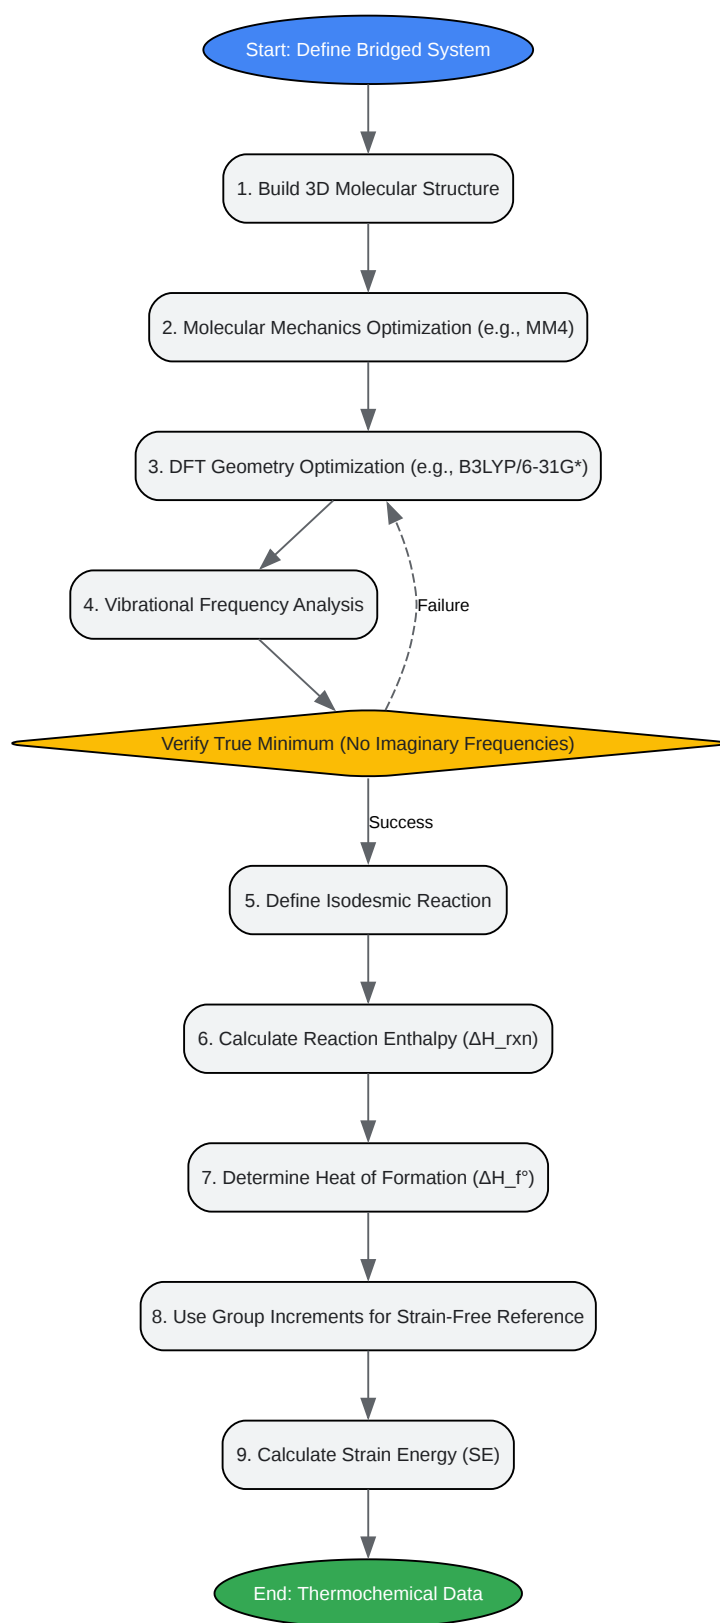 Start: Define Bridged System
1. Build 3D Molecular Structure
2. Molecular Mechanics Optimization (e.g., MM4)
3. DFT Geometry Optimization (e.g., B3LYP/6-31G*)
4. Vibrational Frequency Analysis
Failure
Verify True Minimum (No Imaginary Frequencies)
Success
5. Define Isodesmic Reaction
6. Calculate Reaction Enthalpy (ΔH_rxn)
7. Determine Heat of Formation (ΔH_f°)
8. Use Group Increments for Strain-Free Reference
9. Calculate Strain Energy (SE)
End: Thermochemical Data